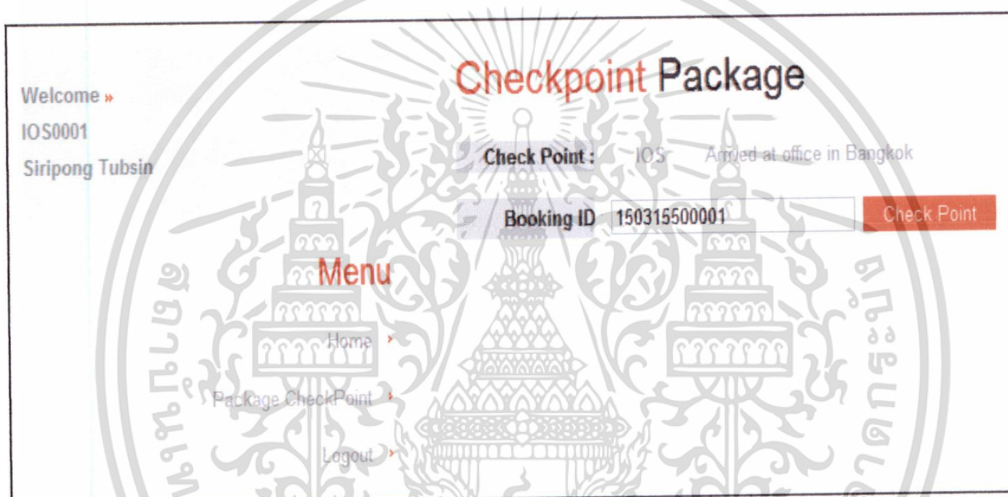 Welcome »
IOS0001
Siripong Tubsin
Checkpoint Package
Check Point :
IOS
Arrived at office in Bangkok
Booking ID
150315500001
Check Point
Menu
Home ›
Package CheckPoint ›
Logout ›